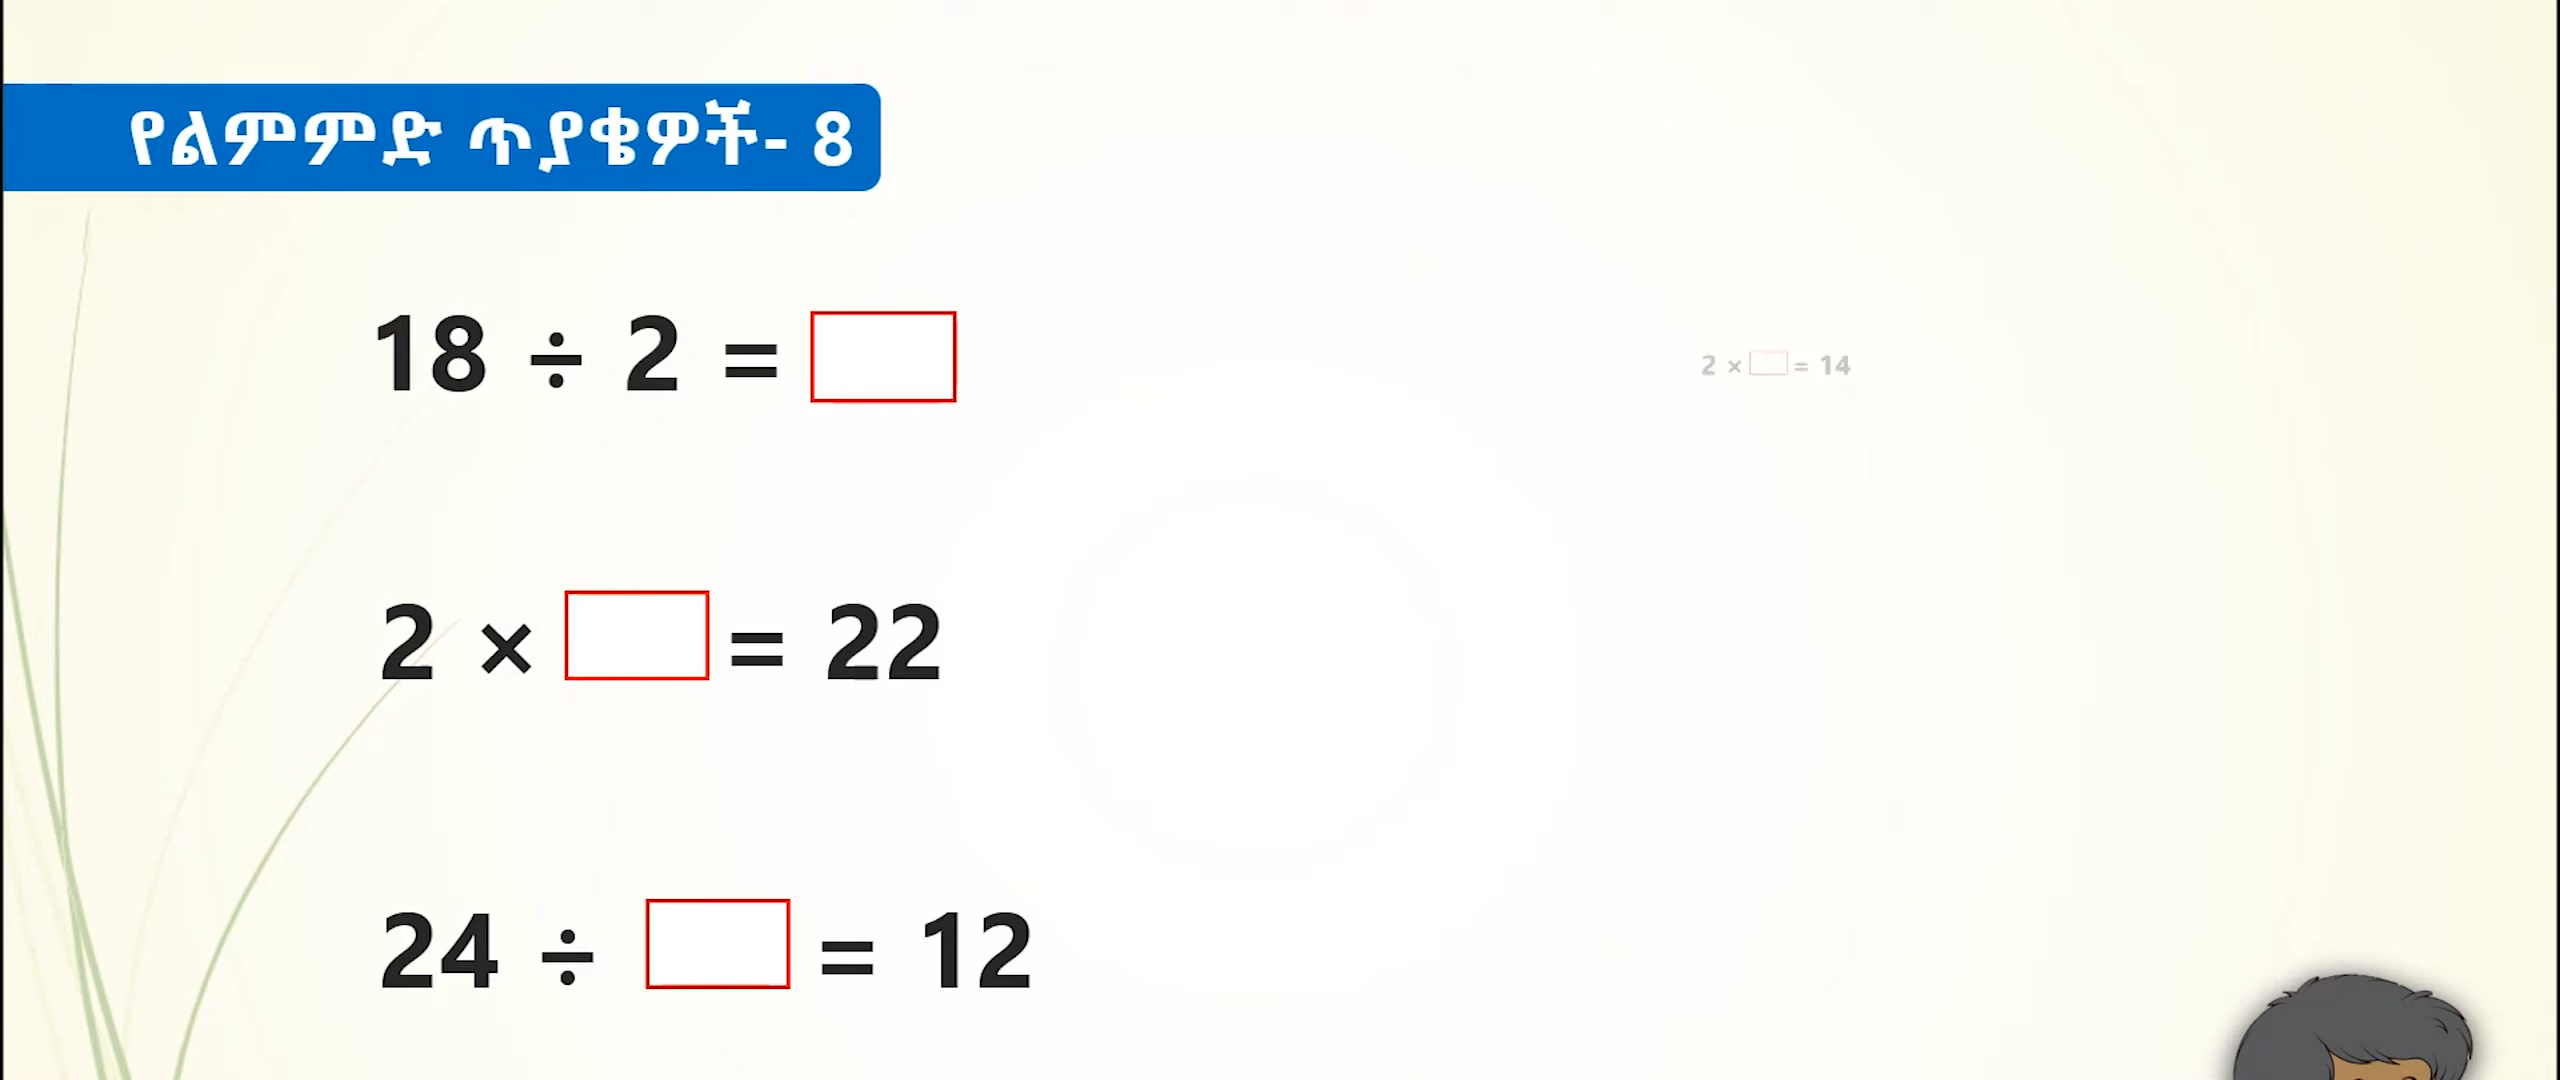 የልምምድ ጥያቄዎች- 8
18 ÷ 2 =
2 × = 14
2 × = 22
24 ÷ = 12